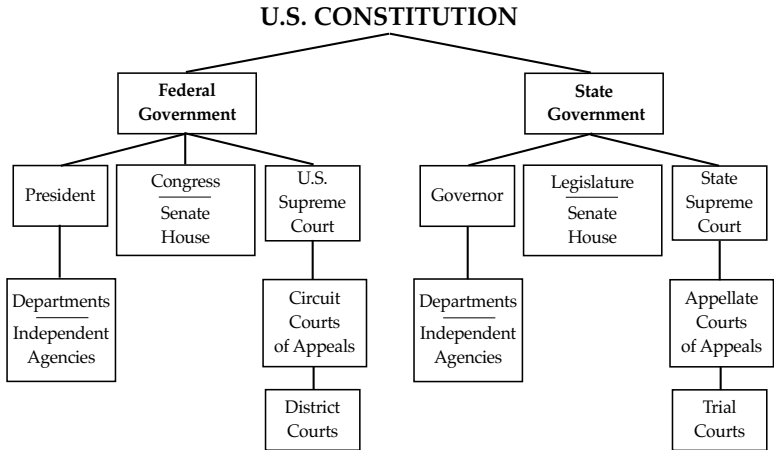 U.S. CONSTITUTION
Federal
Government
State
Government
President
Congress
Senate
House
U.S.
Supreme
Court
Governor
Legislature
Senate
House
State
Supreme
Court
Departments
Independent
Agencies
Circuit
Courts
of Appeals
Departments
Independent
Agencies
Appellate
Courts
of Appeals
District
Courts
Trial
Courts